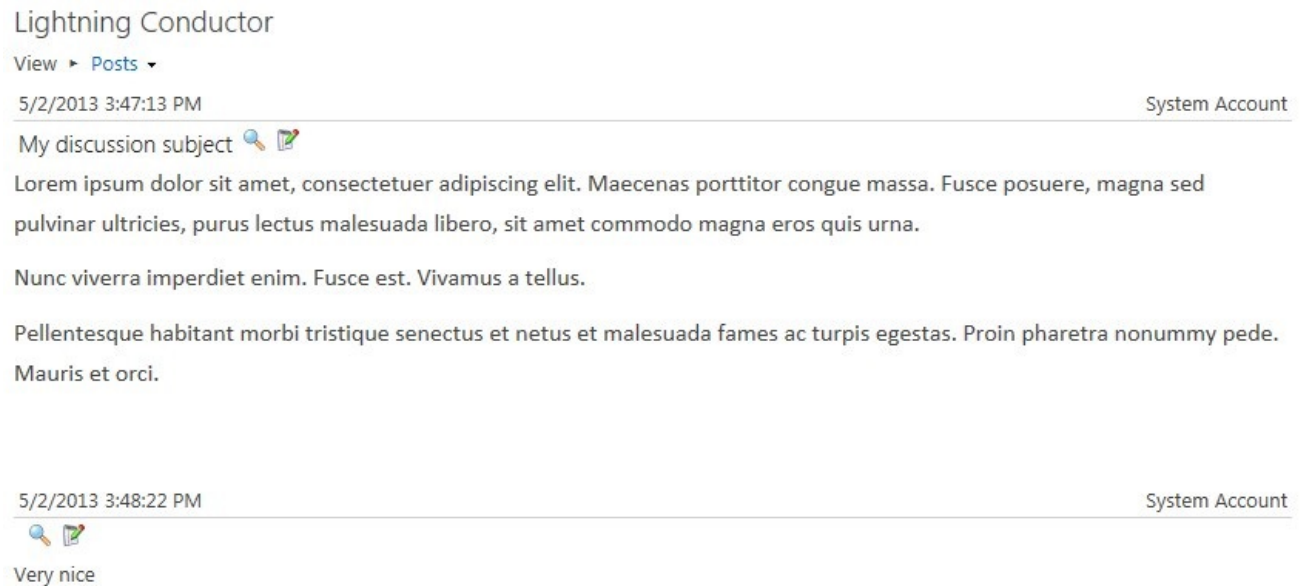 Lightning Conductor
View ▸ Posts ▾
5/2/2013 3:47:13 PM System Account
My discussion subject
Lorem ipsum dolor sit amet, consectetuer adipiscing elit. Maecenas porttitor congue massa. Fusce posuere, magna sed
pulvinar ultricies, purus lectus malesuada libero, sit amet commodo magna eros quis urna.
Nunc viverra imperdiet enim. Fusce est. Vivamus a tellus.
Pellentesque habitant morbi tristique senectus et netus et malesuada fames ac turpis egestas. Proin pharetra nonummy pede.
Mauris et orci.
5/2/2013 3:48:22 PM System Account
Very nice